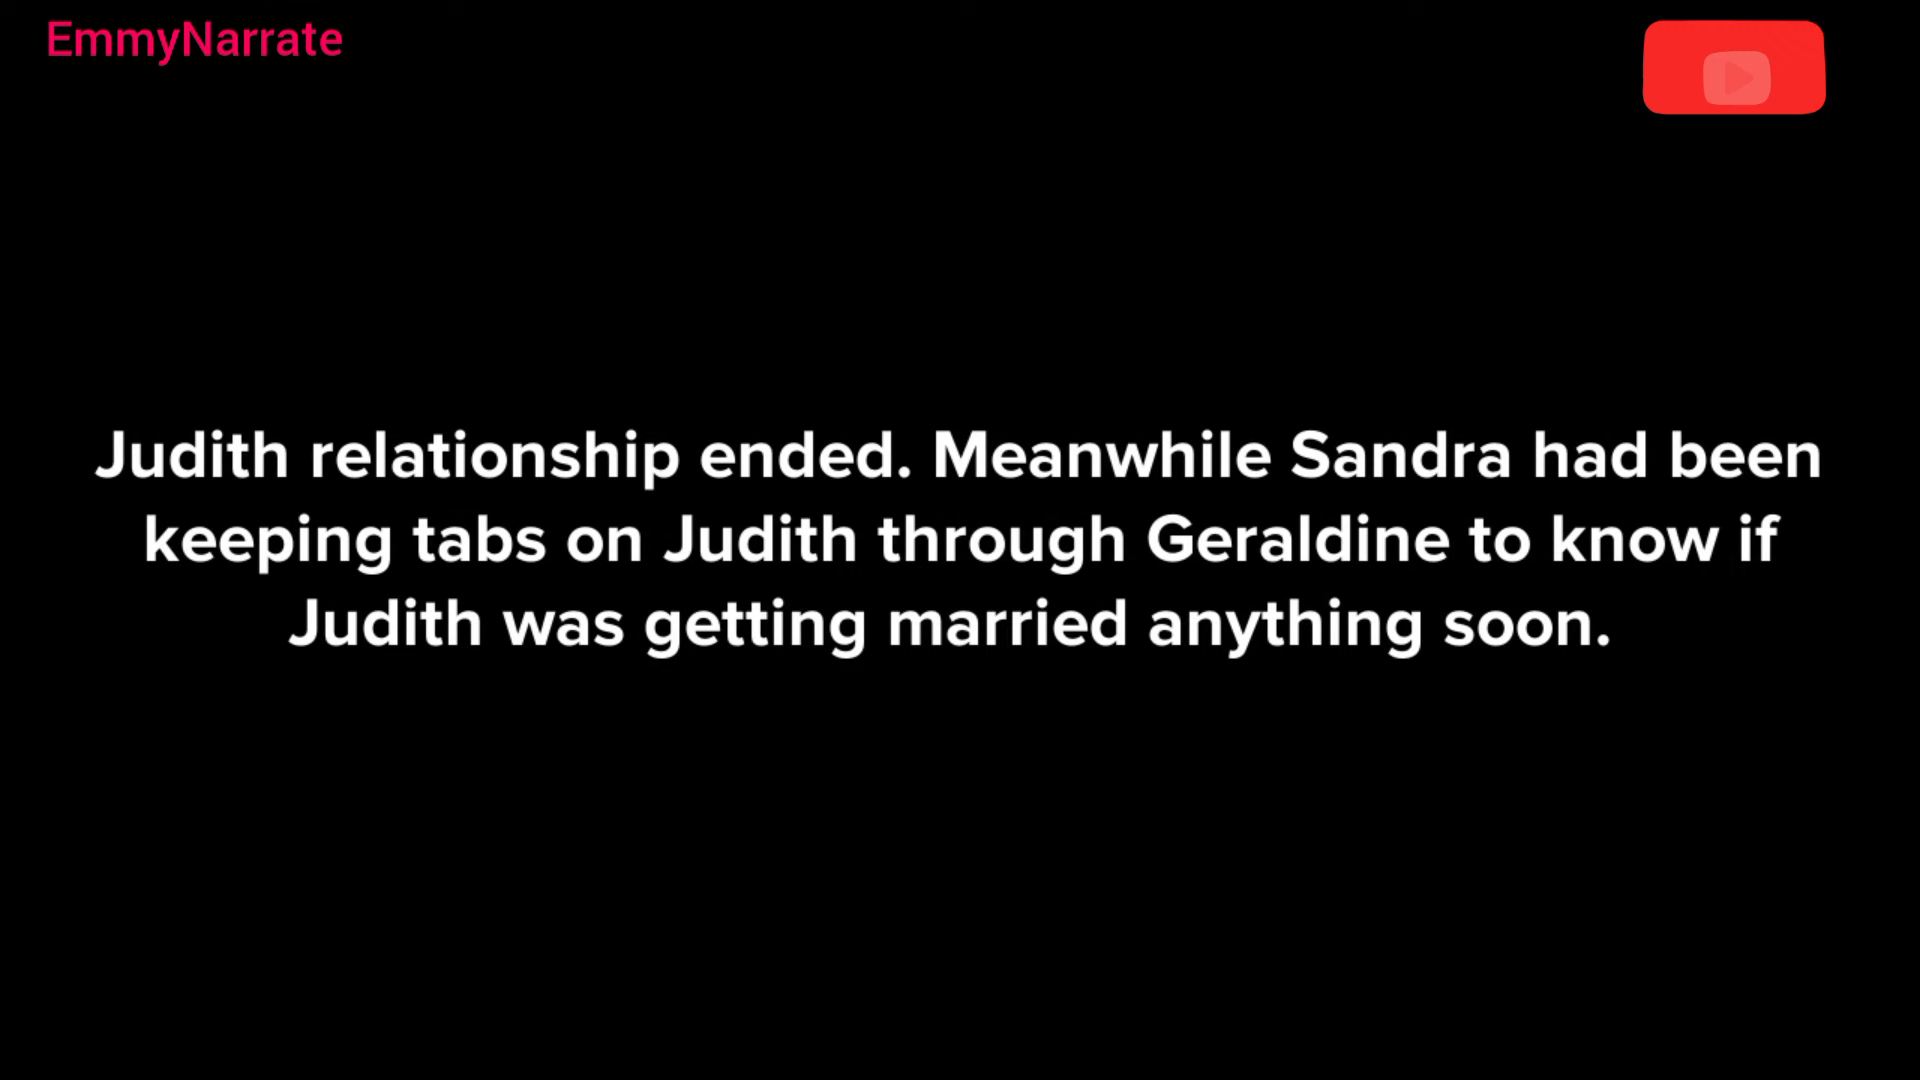 EmmyNarrate
Judith relationship ended. Meanwhile Sandra had been
keeping tabs on Judith through Geraldine to know if
Judith was getting married anything soon.